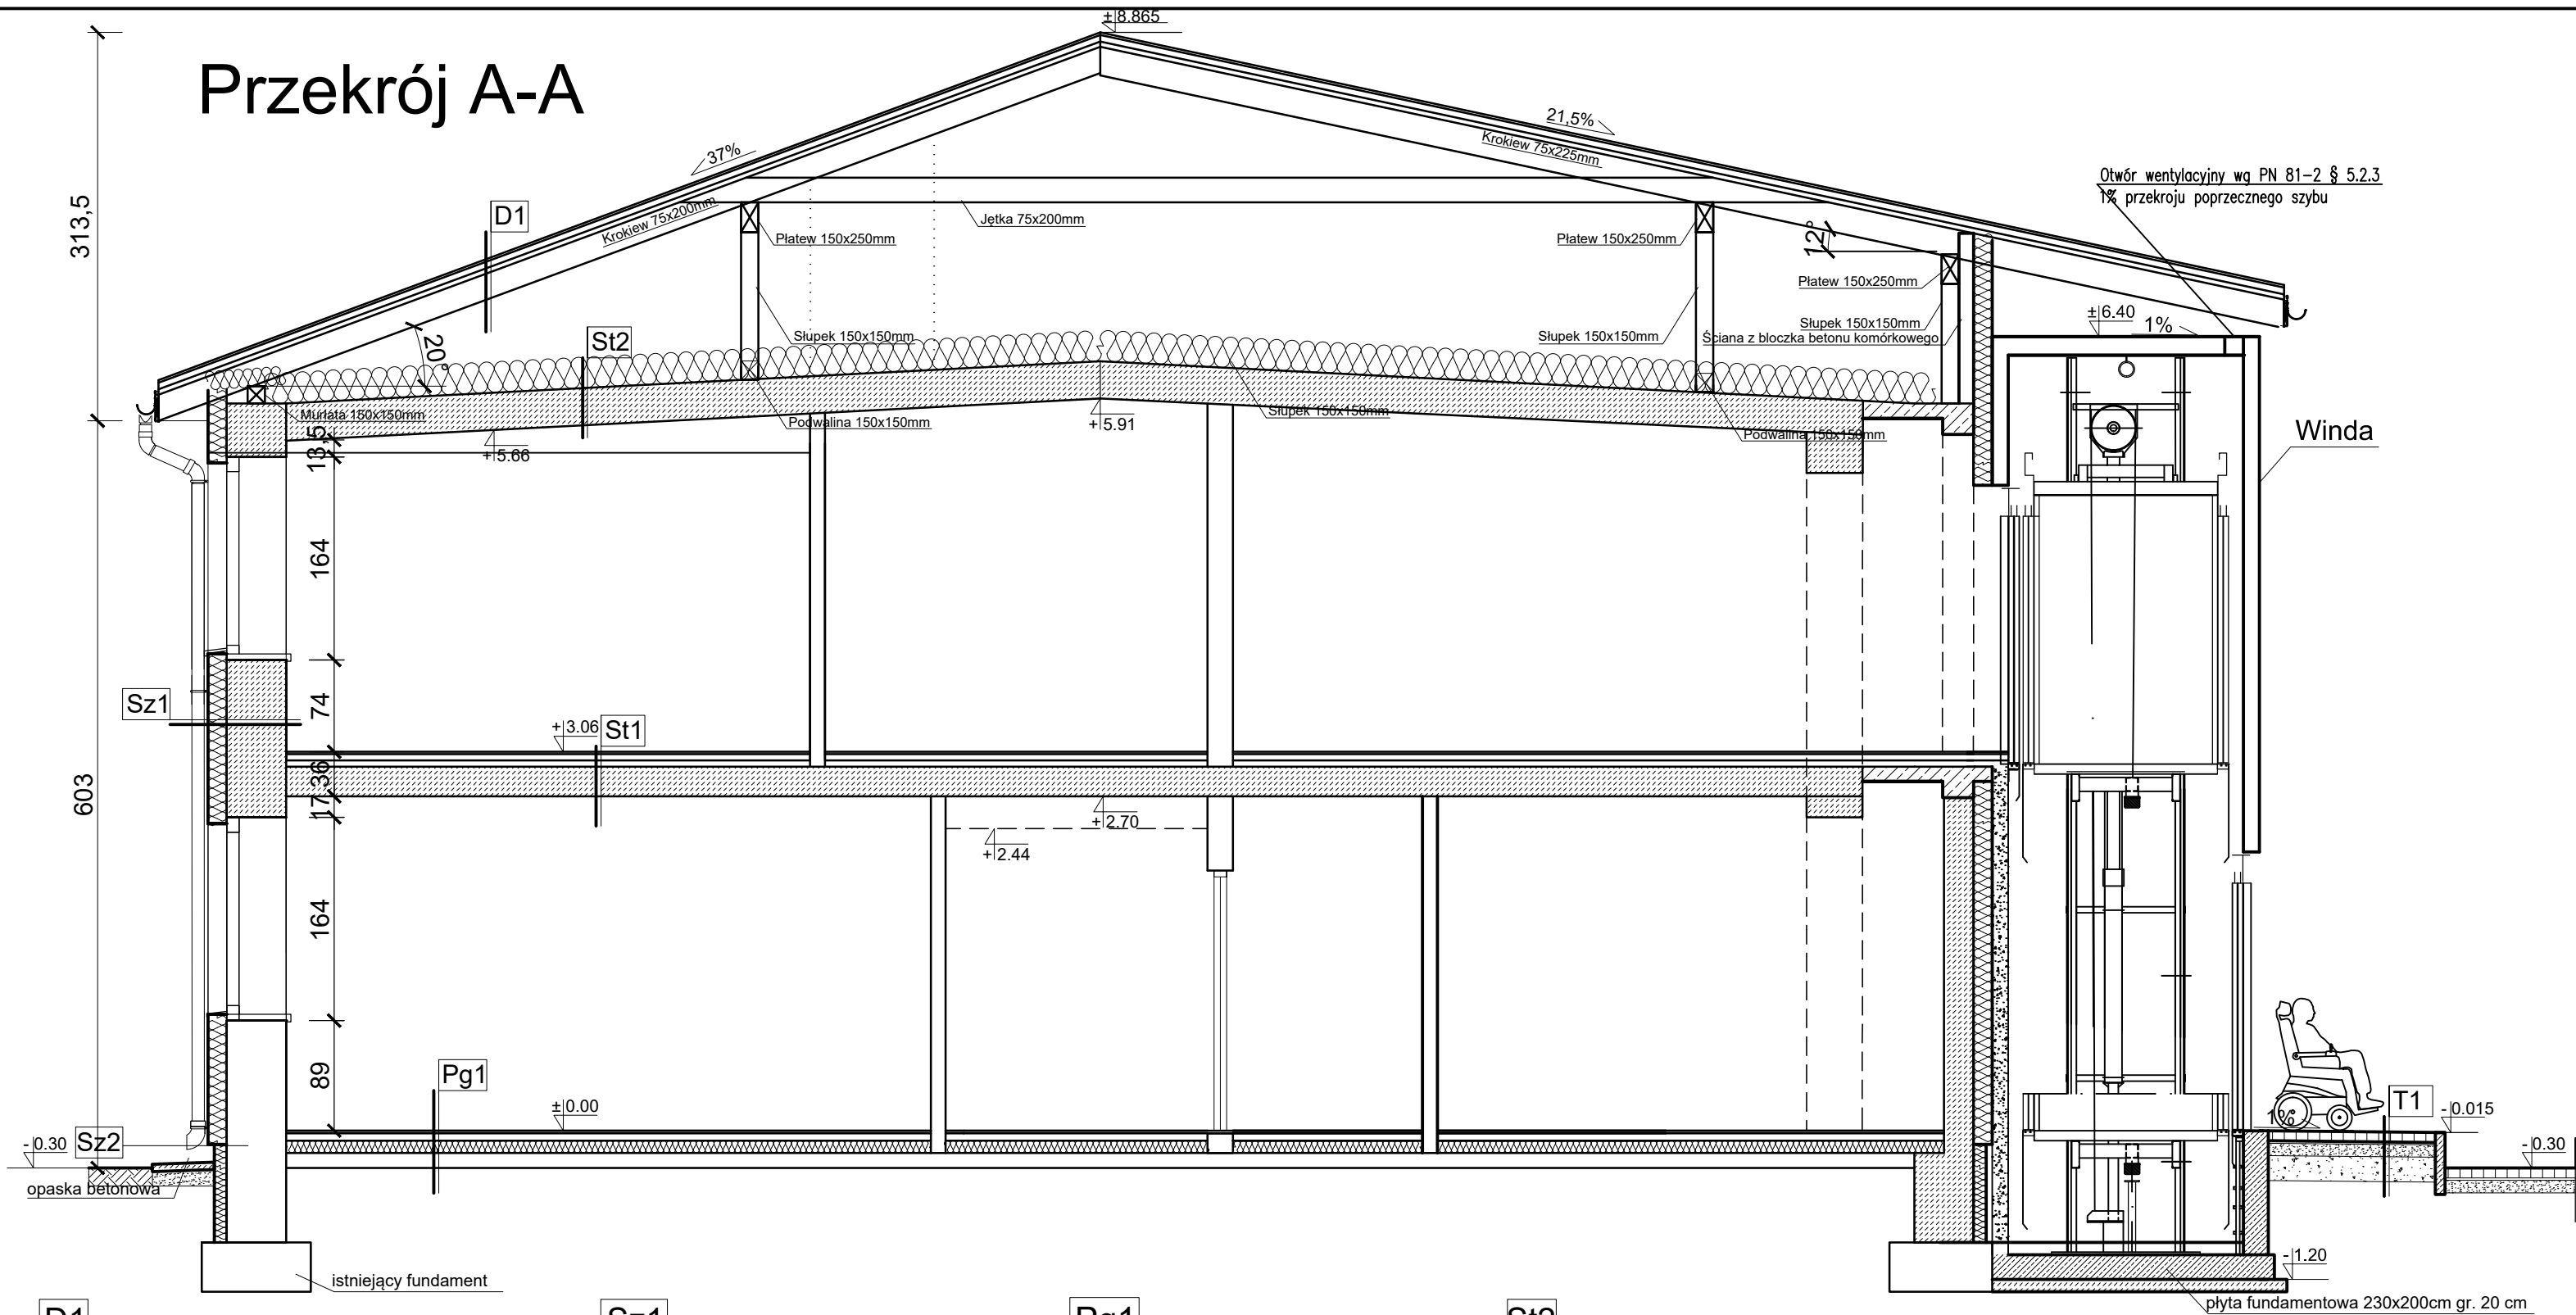 ±8.865
Przekrój A-A
313,5
37%
21,5%
Krokiew 75x225mm
Otwór wentylacyjny wg PN 81-2 § 5.2.3
1% przekroju poprzecznego szybu
D1
Krokiew 75x200mm
Jętka 75x200mm
Płatew 150x250mm
Płatew 150x250mm
12°
Płatew 150x250mm
±6.40
1%
St2
20°
Słupek 150x150mm
Słupek 150x150mm
Słupek 150x150mm
Ściana z bloczka betonu komórkowego
Murłata 150x150mm
Podwalina 150x150mm
+5.91
Słupek 150x150mm
Podwalina 150x150mm
Winda
13,5
+5.66
164
Sz1
74
+3.06
St1
603
36
17
+2.70
+2.44
164
89
Pg1
±0.00
T1
-0.015
-0.30
Sz2
-0.30
opaska betonowa
istniejący fundament
-1.20
płyta fundamentowa 230x200cm gr. 20 cm
D1
Sz1
Pg1
St2